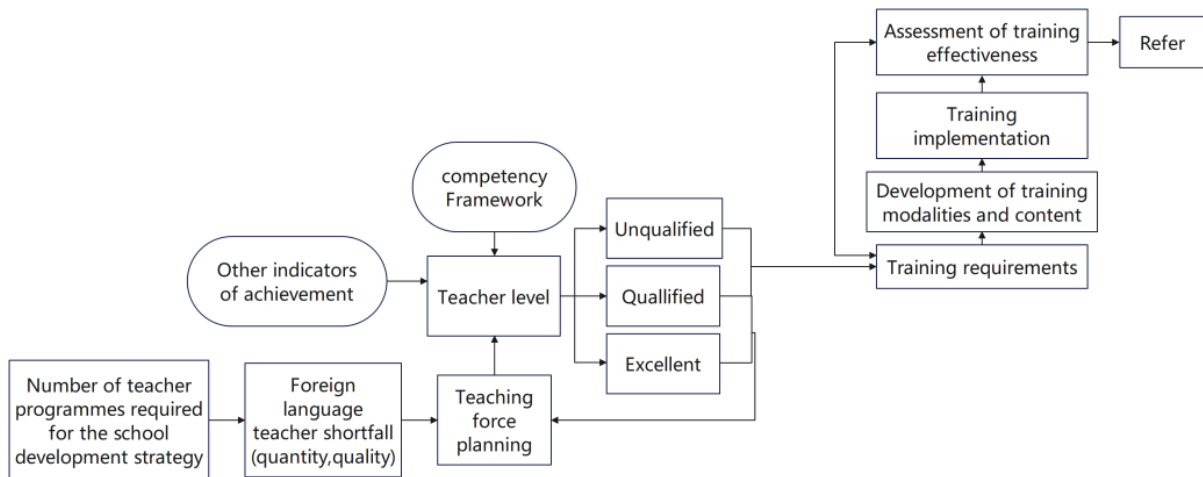 Assessment of training
effectiveness
Refer
Training
implementation
Development of training
modalities and content
Training requirements
competency
Framework
Other indicators
of achievement
Teacher level
Unqualified
Quallified
Excellent
Number of teacher
programmes required
for the school
development strategy
Foreign
language
teacher shortfall
(quantity,quality)
Teaching
force
planning